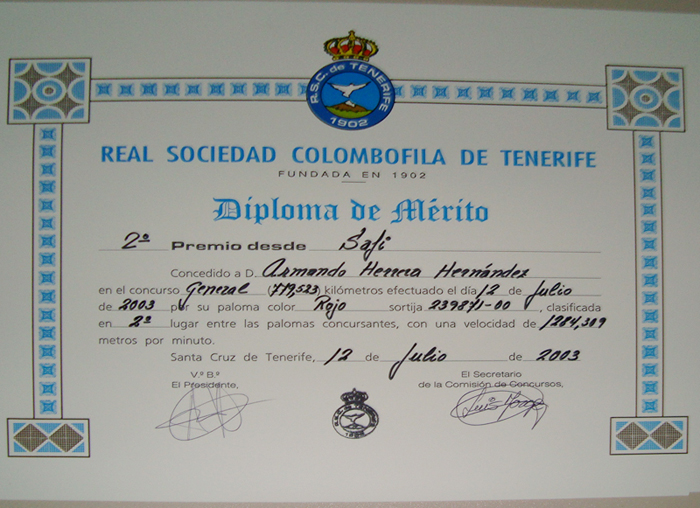 R.S.C. de TENERIFE
1902
REAL SOCIEDAD COLOMBOFILA DE TENERIFE
FUNDADA EN 1902
Diploma de Mérito
2º Premio desde Safi
Concedido a D. Armando Herrera Hernández
en el concurso General (779,523) kilómetros efectuado el día 12 de Julio
de 2003 por su paloma color Rojo sortija 239871-00, clasificada
en 2º lugar entre las palomas concursantes, con una velocidad de 1284,309
metros por minuto.
Santa Cruz de Tenerife, 12 de Julio de 2003
V.º B.º El Secretario
El Presidente, de la Comisión de Concursos,
R.S.C. de TENERIFE
1902